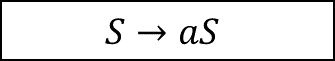 S → aS